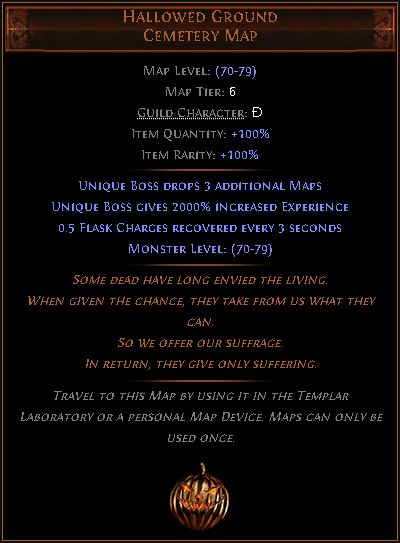 Hallowed Ground
Cemetery Map
Map Level: (70-79)
Map Tier: 6
Guild Character: Ð
Item Quantity: +100%
Item Rarity: +100%
Unique Boss drops 3 additional Maps
Unique Boss gives 2000% increased Experience
0.5 Flask Charges recovered every 3 seconds
Monster Level: (70-79)
Some dead have long envied the living.
When given the chance, they take from us what they
can.
So we offer our suffrage.
In return, they give only suffering.
Travel to this Map by using it in the Templar
Laboratory or a personal Map Device. Maps can only be
used once.